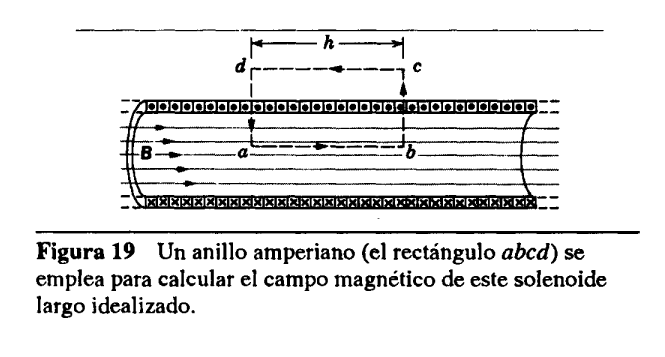 h
d c
B a b
Figura 19 Un anillo amperiano (el rectángulo abcd) se
emplea para calcular el campo magnético de este solenoide
largo idealizado.